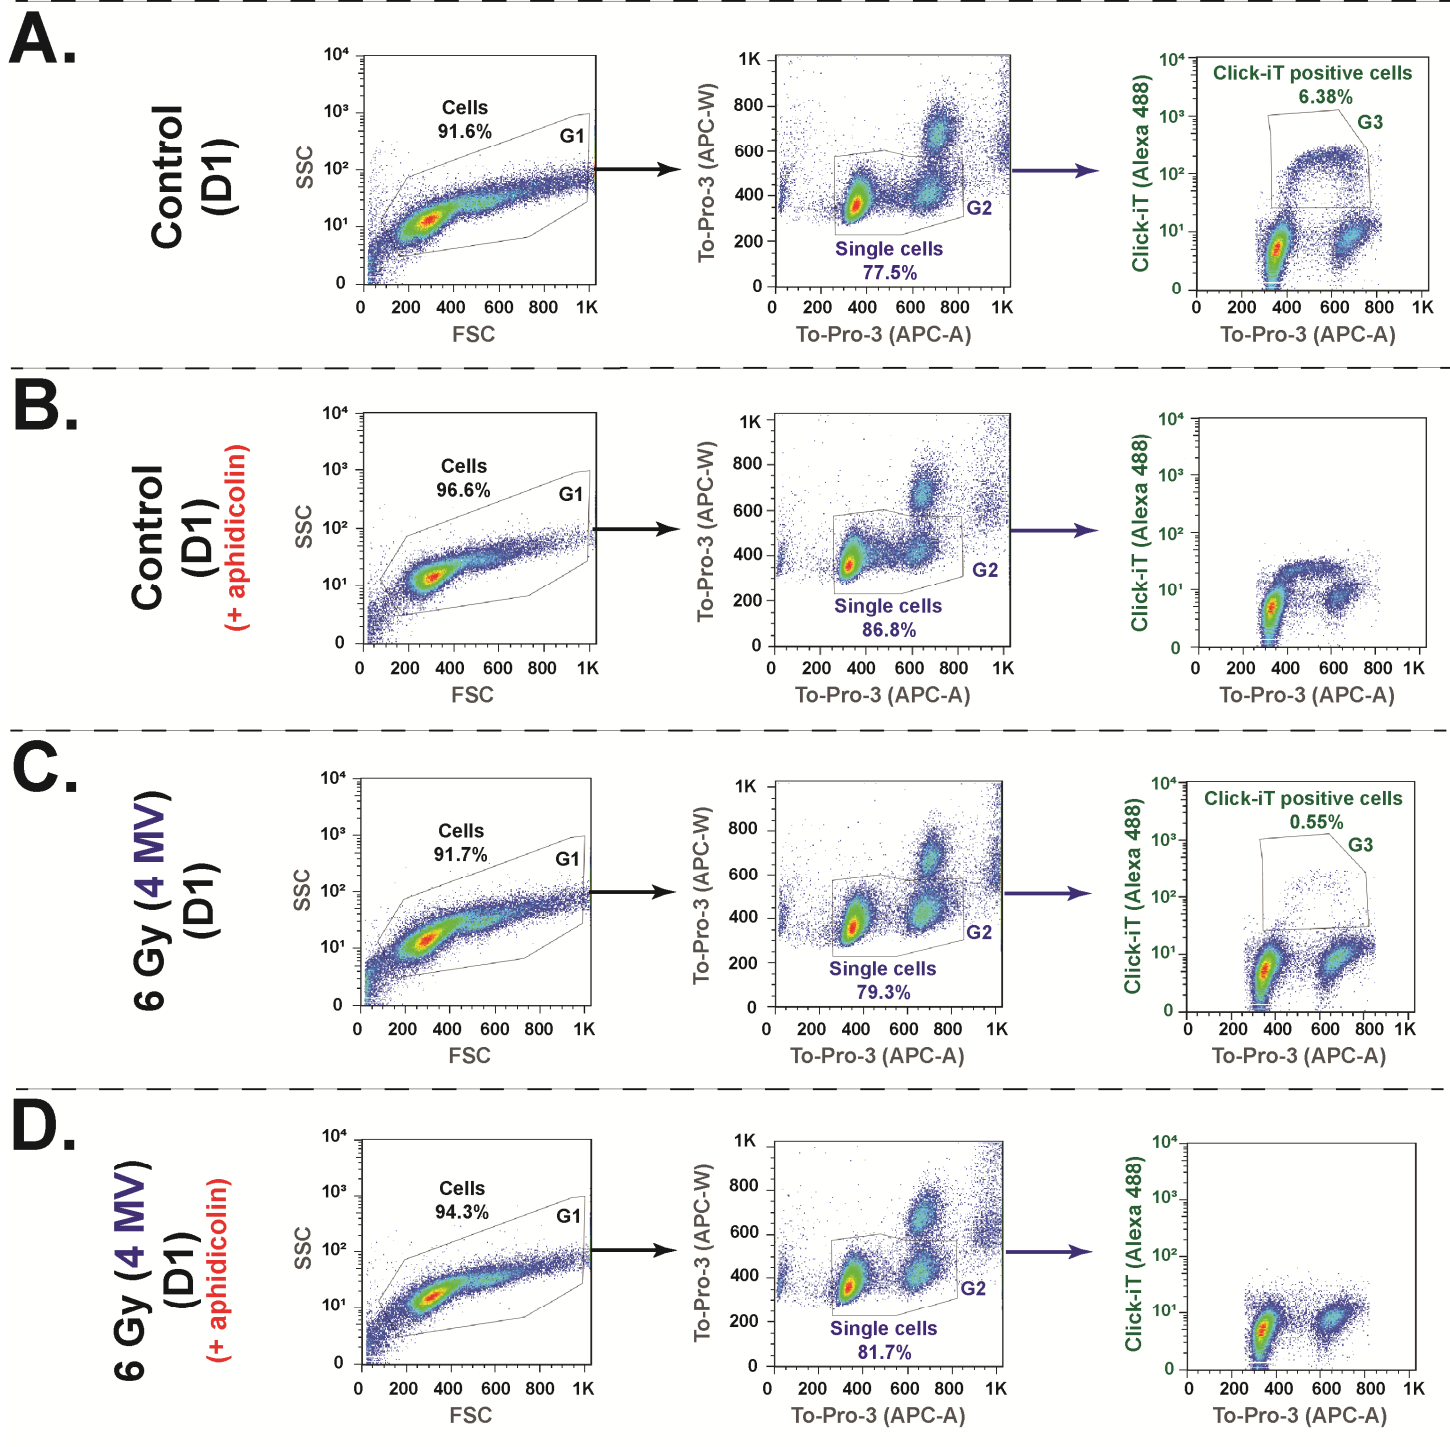 A.
Control
(D1)
10⁴
10³
10²
10¹
0
SSC
Cells
91.6%
G1
0 200 400 600 800 1K
FSC
1K
800
600
400
200
0
To-Pro-3 (APC-W)
G2
Single cells
77.5%
0 200 400 600 800 1K
To-Pro-3 (APC-A)
10⁴
10³
10²
10¹
0
Click-iT (Alexa 488)
Click-iT positive cells
6.38%
G3
0 200 400 600 800 1K
To-Pro-3 (APC-A)
B.
Control
(D1)
(+ aphidicolin)
10⁴
10³
10²
10¹
0
SSC
Cells
96.6%
G1
0 200 400 600 800 1K
FSC
1K
800
600
400
200
0
To-Pro-3 (APC-W)
G2
Single cells
86.8%
0 200 400 600 800 1K
To-Pro-3 (APC-A)
10⁴
10³
10²
10¹
0
Click-iT (Alexa 488)
0 200 400 600 800 1K
To-Pro-3 (APC-A)
C.
6 Gy (4 MV)
(D1)
10⁴
10³
10²
10¹
0
SSC
Cells
91.7%
G1
0 200 400 600 800 1K
FSC
1K
800
600
400
200
0
To-Pro-3 (APC-W)
G2
Single cells
79.3%
0 200 400 600 800 1K
To-Pro-3 (APC-A)
10⁴
10³
10²
10¹
0
Click-iT (Alexa 488)
Click-iT positive cells
0.55%
G3
0 200 400 600 800 1K
To-Pro-3 (APC-A)
D.
6 Gy (4 MV)
(D1)
(+ aphidicolin)
10⁴
10³
10²
10¹
0
SSC
Cells
94.3%
G1
0 200 400 600 800 1K
FSC
1K
800
600
400
200
0
To-Pro-3 (APC-W)
G2
Single cells
81.7%
0 200 400 600 800 1K
To-Pro-3 (APC-A)
10⁴
10³
10²
10¹
0
Click-iT (Alexa 488)
0 200 400 600 800 1K
To-Pro-3 (APC-A)